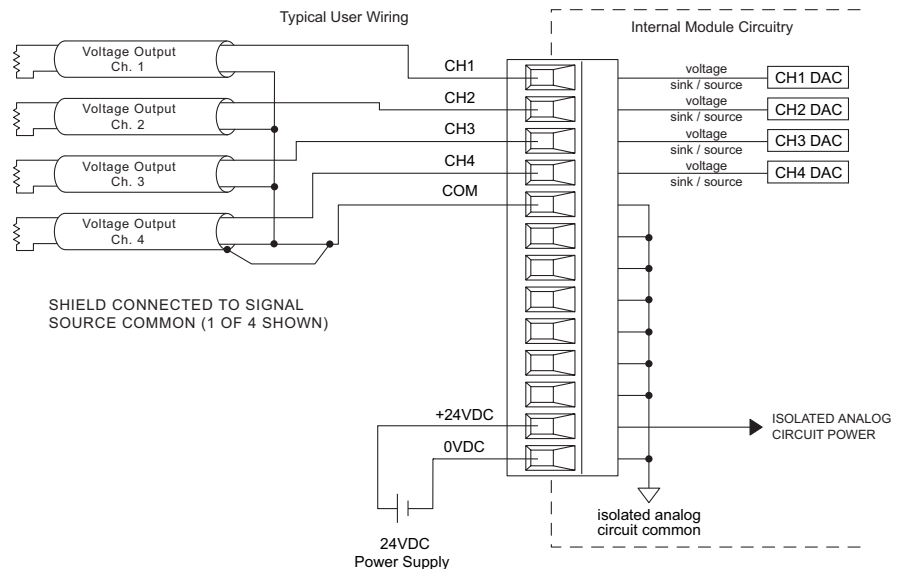 Typical User Wiring
Internal Module Circuitry
Voltage Output
Ch. 1
Voltage Output
Ch. 2
Voltage Output
Ch. 3
Voltage Output
Ch. 4
CH1
CH2
CH3
CH4
COM
voltage
sink / source
CH1 DAC
voltage
sink / source
CH2 DAC
voltage
sink / source
CH3 DAC
voltage
sink / source
CH4 DAC
SHIELD CONNECTED TO SIGNAL
SOURCE COMMON (1 OF 4 SHOWN)
+24VDC
0VDC
ISOLATED ANALOG
CIRCUIT POWER
isolated analog
circuit common
24VDC
Power Supply